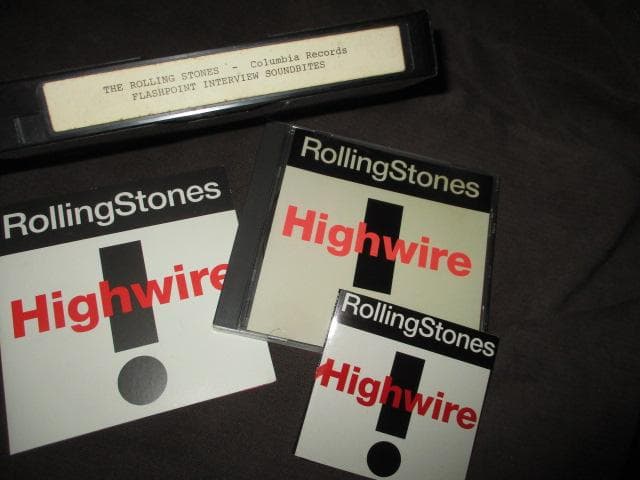 THE ROLLING STONES - Columbia Records
FLASHPOINT INTERVIEW SOUNDBITES
RollingStones
Highwire
RollingStones
Highwire
RollingStones
Highwire